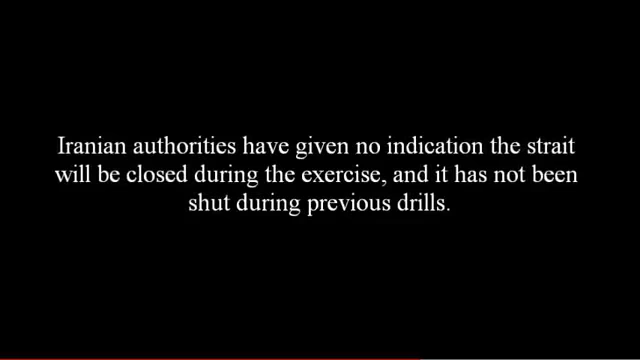 Iranian authorities have given no indication the strait
will be closed during the exercise, and it has not been
shut during previous drills.